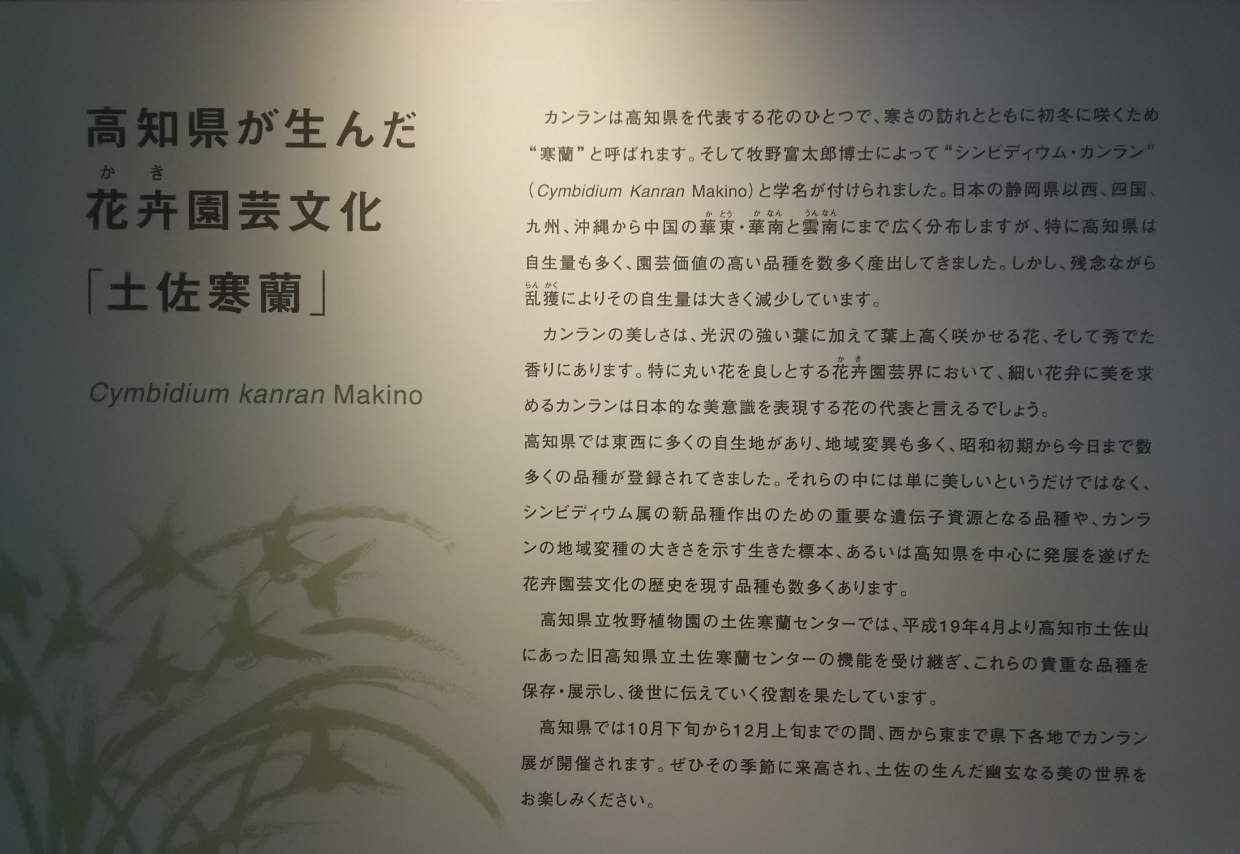 高知県が生んだ
かき
花卉園芸文化
「土佐寒蘭」
Cymbidium kanran Makino
カンランは高知県を代表する花のひとつで、寒さの訪れとともに初冬に咲くため
“寒蘭”と呼ばれます。そして牧野富太郎博士によって“シンビディウム・カンラン”
（Cymbidium Kanran Makino）と学名が付けられました。日本の静岡県以西、四国、
かとう かなん うんなん
九州、沖縄から中国の華東・華南と雲南にまで広く分布しますが、特に高知県は
自生量も多く、園芸価値の高い品種を数多く産出してきました。しかし、残念ながら
らんかく
乱獲によりその自生量は大きく減少しています。
カンランの美しさは、光沢の強い葉に加えて葉上高く咲かせる花、そして秀でた
かき
香りにあります。特に丸い花を良しとする花卉園芸界において、細い花弁に美を求
めるカンランは日本的な美意識を表現する花の代表と言えるでしょう。
高知県では東西に多くの自生地があり、地域変異も多く、昭和初期から今日まで数
多くの品種が登録されてきました。それらの中には単に美しいというだけではなく、
シンビディウム属の新品種作出のための重要な遺伝子資源となる品種や、カンラ
ンの地域変種の大きさを示す生きた標本、あるいは高知県を中心に発展を遂げた
花卉園芸文化の歴史を現す品種も数多くあります。
高知県立牧野植物園の土佐寒蘭センターでは、平成19年4月より高知市土佐山
にあった旧高知県立土佐寒蘭センターの機能を受け継ぎ、これらの貴重な品種を
保存・展示し、後世に伝えていく役割を果たしています。
高知県では10月下旬から12月上旬までの間、西から東まで県下各地でカンラン
展が開催されます。ぜひその季節に来高され、土佐の生んだ幽玄なる美の世界を
お楽しみください。